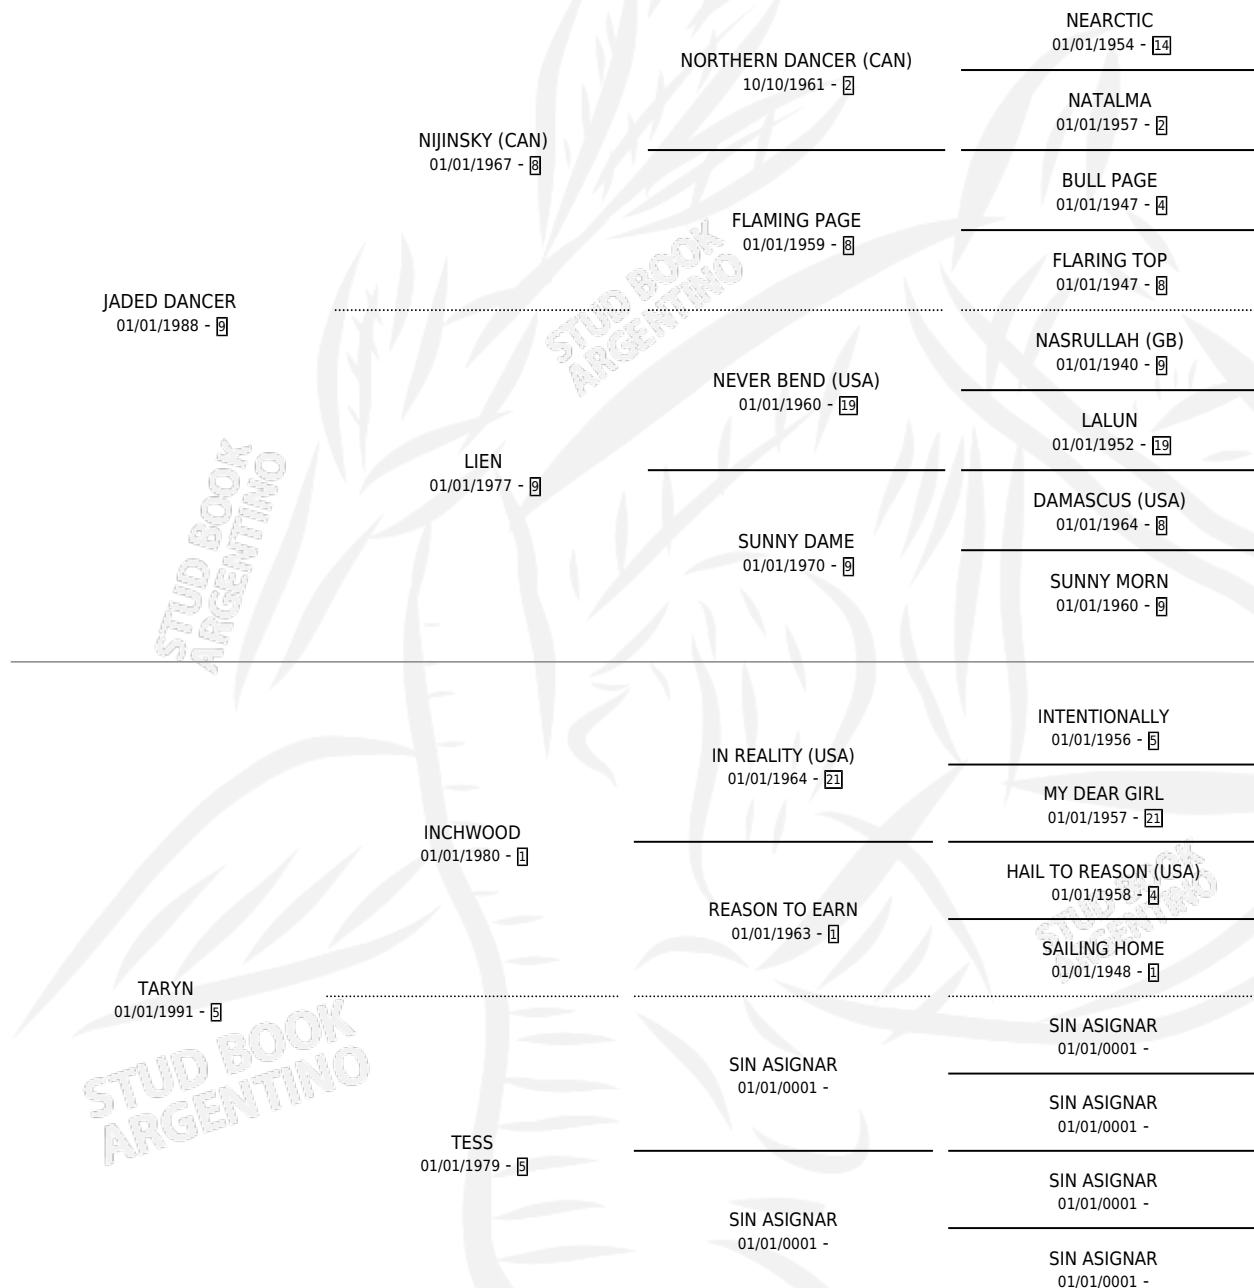 NEARCTIC
01/01/1954 - 14
NORTHERN DANCER (CAN)
10/10/1961 - 2
NATALMA
01/01/1957 - 2
NIJINSKY (CAN)
01/01/1967 - 8
BULL PAGE
01/01/1947 - 4
FLAMING PAGE
01/01/1959 - 8
FLARING TOP
01/01/1947 - 8
JADED DANCER
01/01/1988 - 9
NASRULLAH (GB)
01/01/1940 - 9
NEVER BEND (USA)
01/01/1960 - 19
LALUN
01/01/1952 - 19
LIEN
01/01/1977 - 9
DAMASCUS (USA)
01/01/1964 - 8
SUNNY DAME
01/01/1970 - 9
SUNNY MORN
01/01/1960 - 9
INTENTIONALLY
01/01/1956 - 5
IN REALITY (USA)
01/01/1964 - 21
MY DEAR GIRL
01/01/1957 - 21
INCHWOOD
01/01/1980 - 1
HAIL TO REASON (USA)
01/01/1958 - 4
REASON TO EARN
01/01/1963 - 1
SAILING HOME
01/01/1948 - 1
TARYN
01/01/1991 - 5
SIN ASIGNAR
01/01/0001 -
SIN ASIGNAR
01/01/0001 -
SIN ASIGNAR
01/01/0001 -
TESS
01/01/1979 - 5
SIN ASIGNAR
01/01/0001 -
SIN ASIGNAR
01/01/0001 -
SIN ASIGNAR
01/01/0001 -
STUD BOOK
ARGENTINO
STUD BOOK
ARGENTINO
STUD BOOK
ARGENTINO
STUD BOOK
ARGENTINO